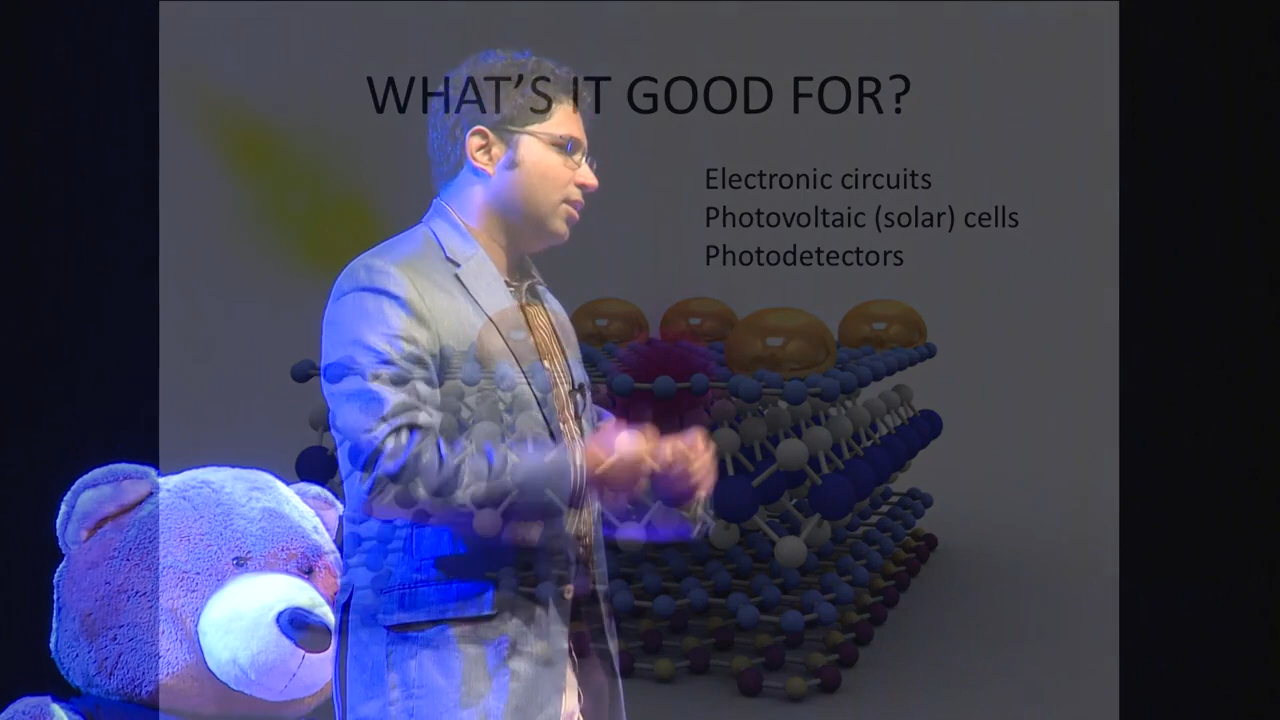 WHAT'S IT GOOD FOR?
Electronic circuits
Photovoltaic (solar) cells
Photodetectors